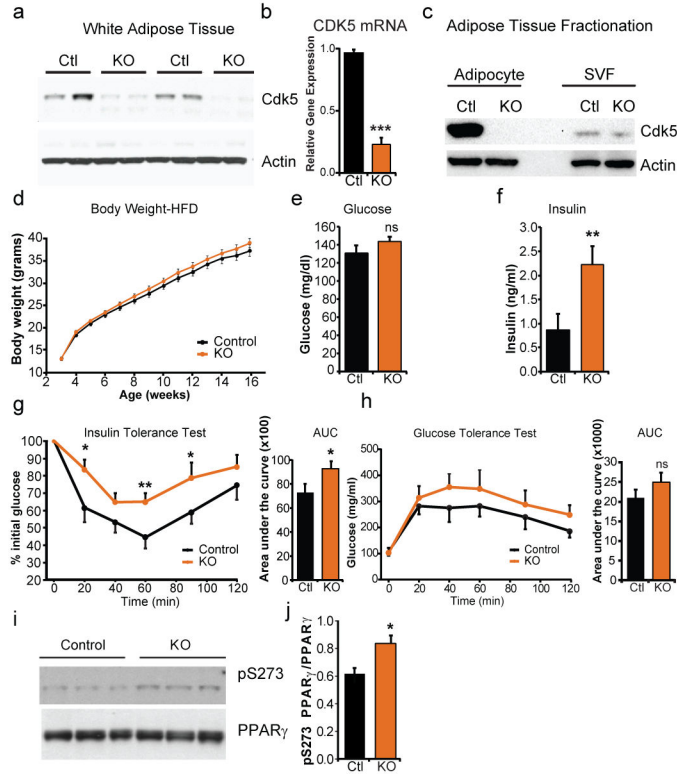 a
White Adipose Tissue
Ctl KO Ctl KO
Cdk5
Actin
b
CDK5 mRNA
Relative Gene Expression
1.0
0.5
0.0
***
Ctl KO
c
Adipose Tissue Fractionation
Adipocyte SVF
Ctl KO Ctl KO
Cdk5
Actin
d
Body Weight-HFD
Body weight (grams)
40
35
30
25
20
15
10
2 4 6 8 10 12 14 16
Age (weeks)
Control
KO
e
Glucose
Glucose (mg/dl)
160
140
120
100
80
60
40
20
0
ns
Ctl KO
f
Insulin
Insulin (ng/ml)
3.0
2.5
2.0
1.5
1.0
0.5
0.0
**
Ctl KO
g
Insulin Tolerance Test
% initial glucose
100
90
80
70
60
50
40
30
20
* ** *
0 20 40 60 80 100 120
Time (min)
Control
KO
AUC
Area under the curve (x100)
100
80
60
40
20
0
*
Ctl KO
h
Glucose Tolerance Test
Glucose (mg/ml)
500
400
300
200
100
0 20 40 60 80 100 120
Time (min)
Control
KO
AUC
Area under the curve (x1000)
30
25
20
15
10
5
0
ns
Ctl KO
i
Control KO
pS273
PPARγ
j
pS273 PPARγ/PPARγ
1.0
0.8
0.6
0.4
0.2
0.0
*
Ctl KO